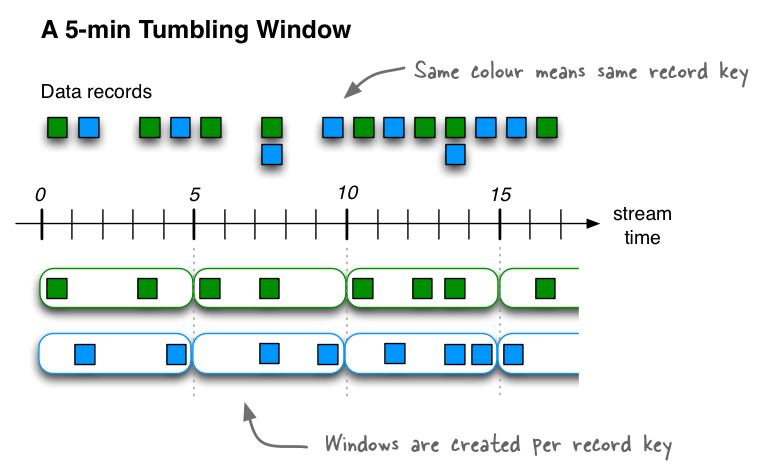 A 5-min Tumbling Window
Same colour means same record key
Data records
0 5 10 15
stream
time
Windows are created per record key